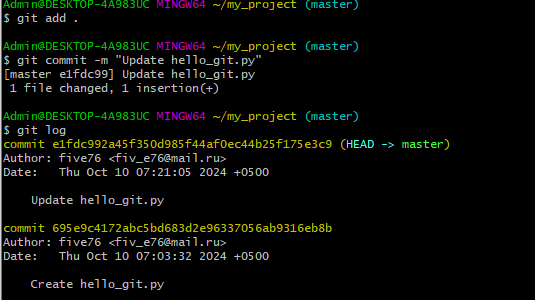 Admin@DESKTOP-4A983UC MINGW64 ~/my_project (master)
$ git add .
Admin@DESKTOP-4A983UC MINGW64 ~/my_project (master)
$ git commit -m "Update hello_git.py"
[master e1fdc99] Update hello_git.py
1 file changed, 1 insertion(+)
Admin@DESKTOP-4A983UC MINGW64 ~/my_project (master)
$ git log
commit e1fdc992a45f350d985f44af0ec44b25f175e3c9 (HEAD -> master)
Author: five76 <fiv_e76@mail.ru>
Date:   Thu Oct 10 07:21:05 2024 +0500
Update hello_git.py
commit 695e9c4172abc5bd683d2e96337056ab9316eb8b
Author: five76 <fiv_e76@mail.ru>
Date:   Thu Oct 10 07:03:32 2024 +0500
Create hello_git.py